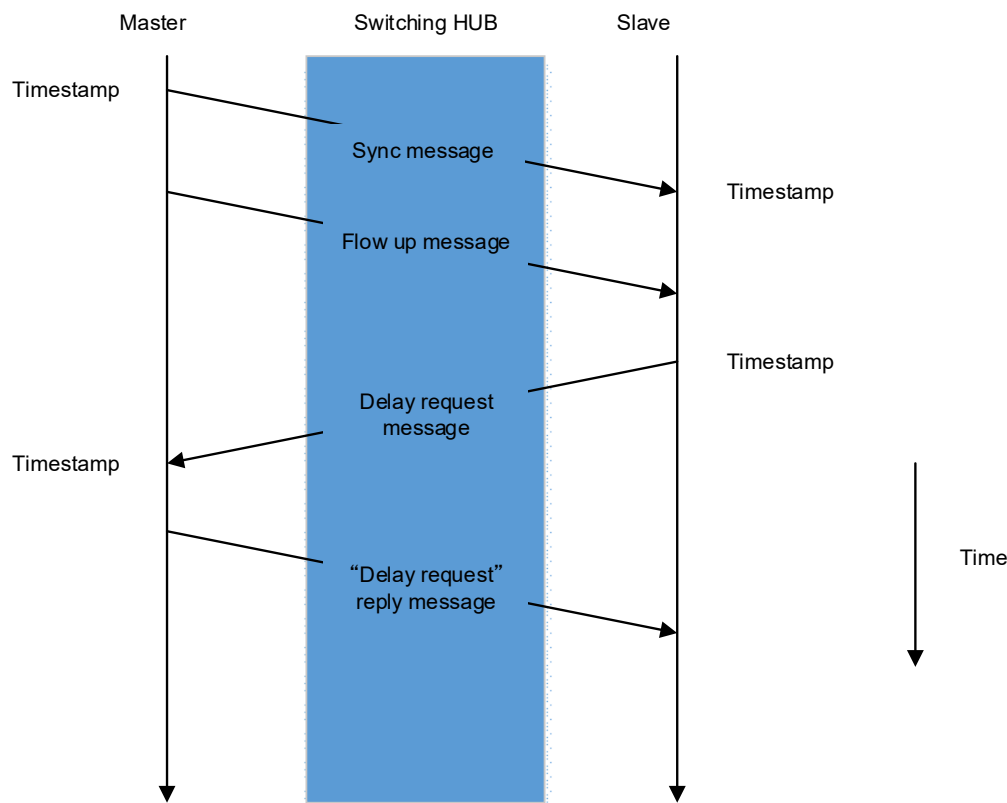 Master
Switching HUB
Slave
Timestamp
Sync message
Timestamp
Flow up message
Timestamp
Delay request
message
Timestamp
Time
“Delay request”
reply message